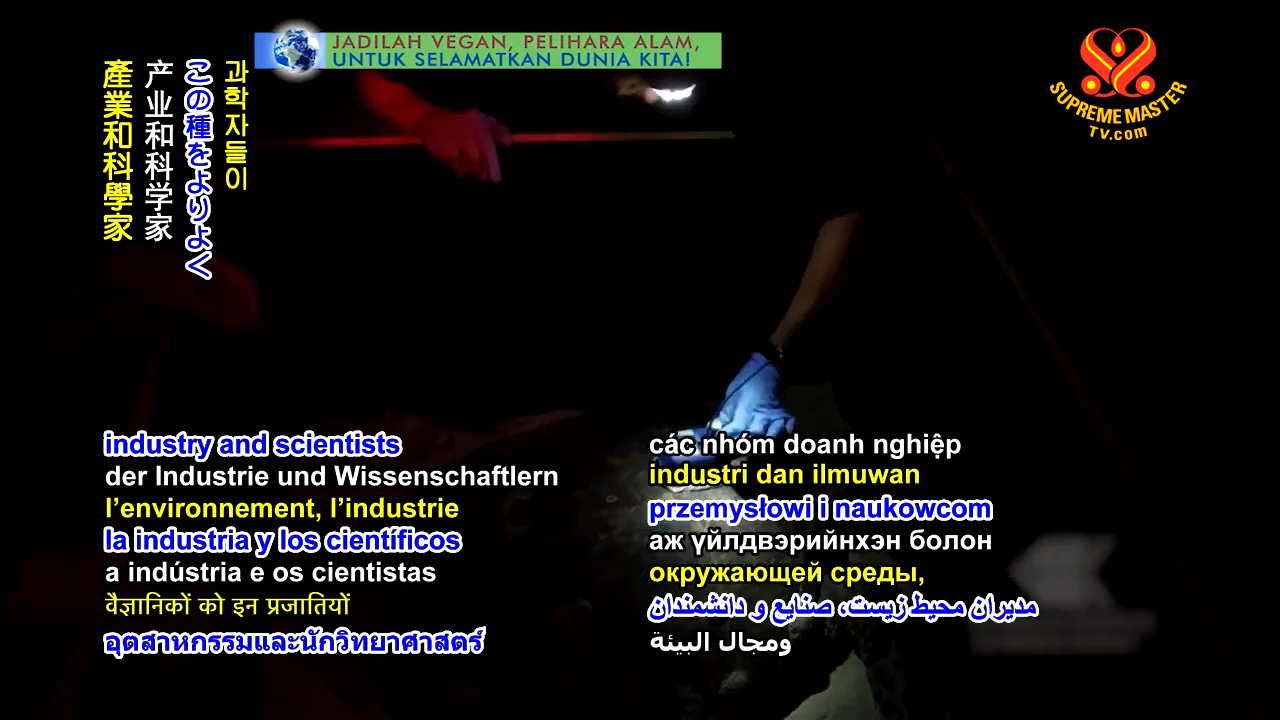 JADILAH VEGAN, PELIHARA ALAM,
UNTUK SELAMATKAN DUNIA KITA!
SUPREME MASTER
TV.com
產業和科學家
产业和科学家
この種をよりよく
과학자들이
industry and scientists
der Industrie und Wissenschaftlern
l’environnement, l’industrie
la industria y los científicos
a indústria e os cientistas
वैज्ञानिकों को इन प्रजातियों
อุตสาหกรรมและนักวิทยาศาสตร์
các nhóm doanh nghiệp
industri dan ilmuwan
przemysłowi i naukowcom
аж үйлдвэрийнхэн болон
окружающей среды,
مدیران محیط زیست، صنایع و دانشمندان
ومجال البيئة